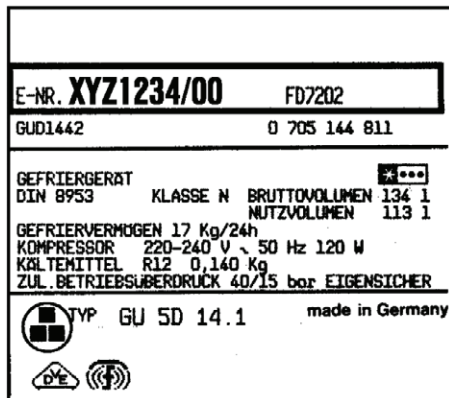 E-NR. XYZ1234/00 FD7202
GUD1442 0 705 144 811
GEFRIERGERÄT
DIN 8953 KLASSE N BRUTTOVOLUMEN 134 l
NUTZVOLUMEN 113 l
GEFRIERVERMÖGEN 17 Kg/24h
KOMPRESSOR 220-240 V ~ 50 Hz 120 W
KÄLTEMITTEL R12 0,140 Kg
ZUL.BETRIEBSÜBERDRUCK 40/15 bar EIGENSICHER
TYP GU 5D 14.1 made in Germany
DVE